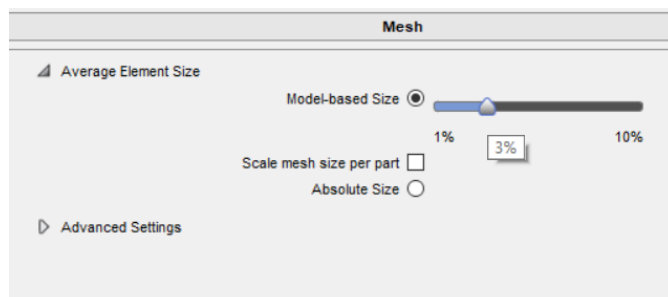 Mesh
Average Element Size
Model-based Size
1% 10%
3%
Scale mesh size per part
Absolute Size
Advanced Settings